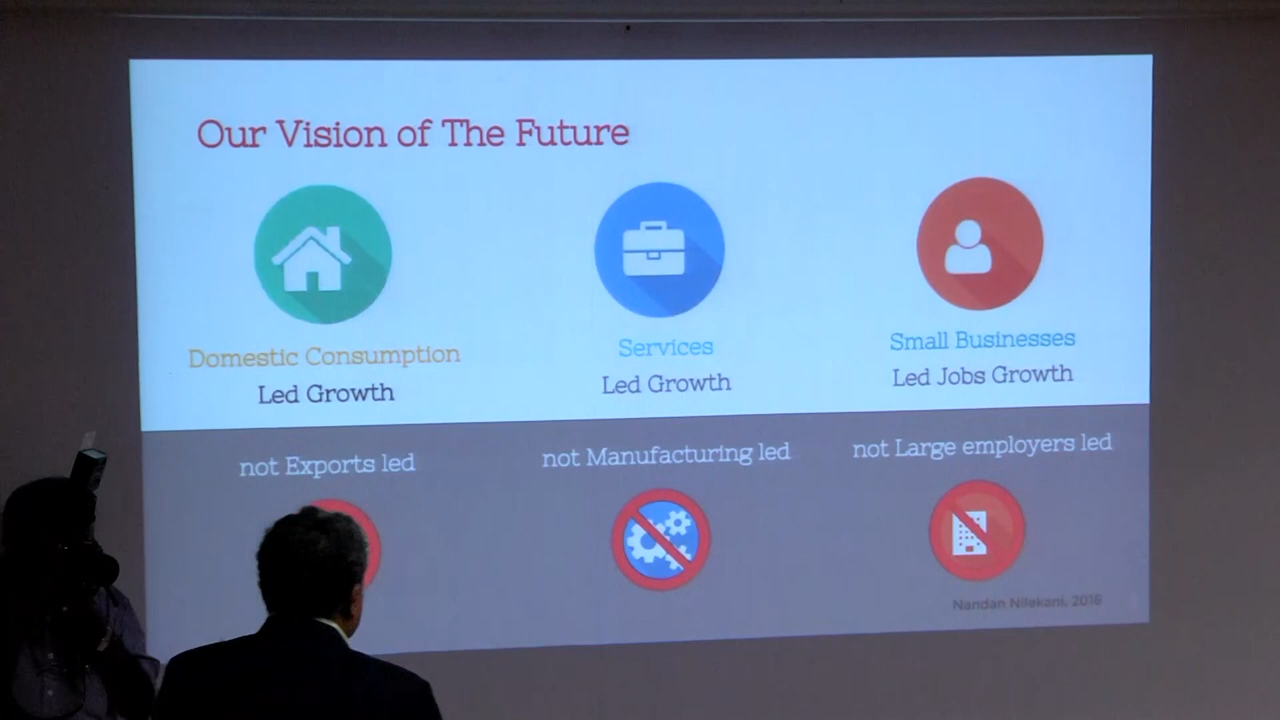 Our Vision of The Future
Domestic Consumption
Led Growth
Services
Led Growth
Small Businesses
Led Jobs Growth
not Exports led
not Manufacturing led
not Large employers led
Nandan Nilekani, 2016